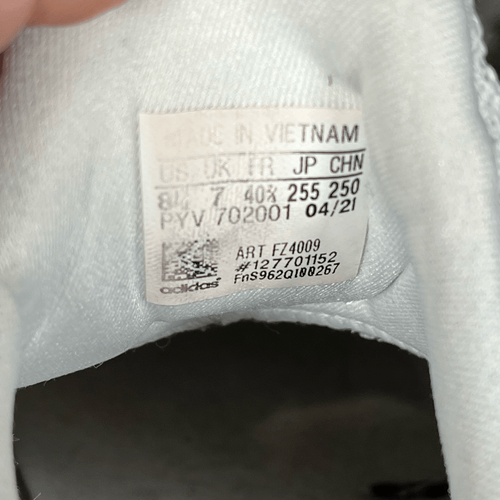 MADE IN VIETNAM
US UK FR JP CHN
8½ 7 40⅔ 255 250
PYV 702001 04/21
ART FZ4009
#127701152
FnS962Q100267
adidas